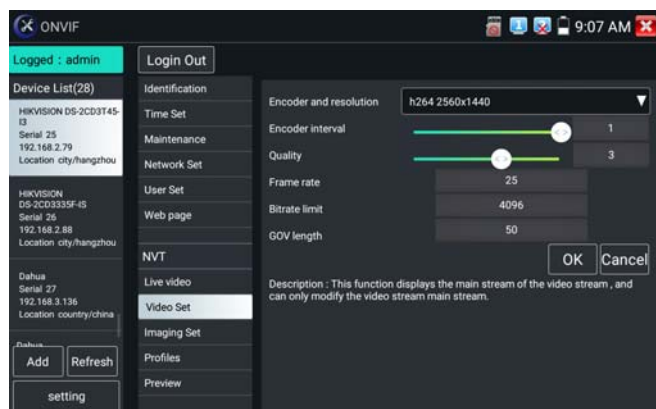 ONVIF
9:07 AM
Logged : admin
Login Out
Device List(28)
HIKVISION DS-2CD3T45-
I3
Serial 25
192.168.2.79
Location city/hangzhou
HIKVISION
DS-2CD3335F-IS
Serial 26
192.168.2.88
Location city/hangzhou
Dahua
Serial 27
192.168.3.136
Location country/china
Dahua
Add
Refresh
setting
Identification
Time Set
Maintenance
Network Set
User Set
Web page
NVT
Live video
Video Set
Imaging Set
Profiles
Preview
Encoder and resolution
h264 2560x1440
Encoder interval
1
Quality
3
Frame rate
25
Bitrate limit
4096
GOV length
50
OK
Cancel
Description : This function displays the main stream of the video stream , and
can only modify the video stream main stream.